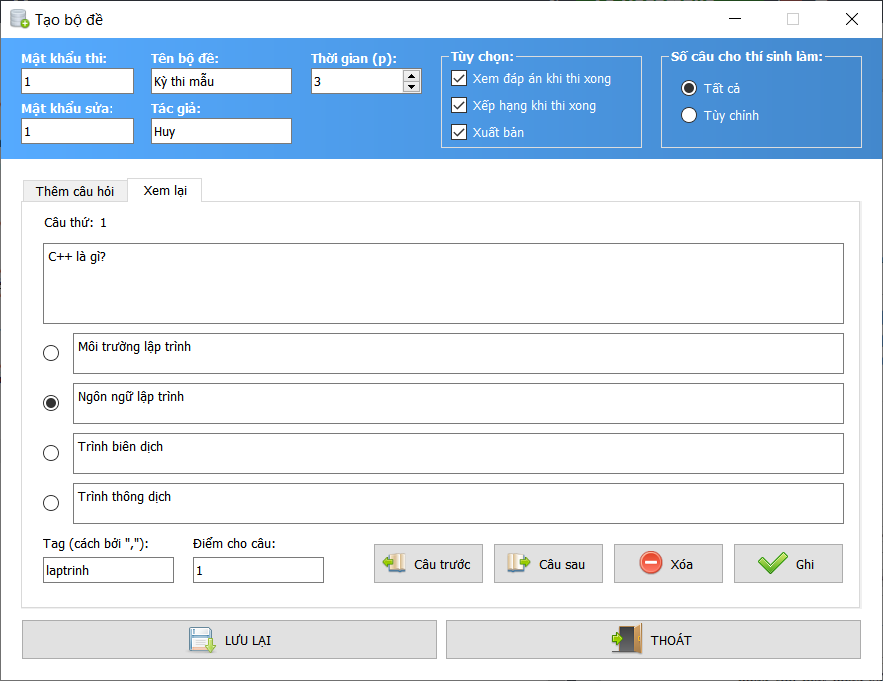 Tạo bộ đề
Mật khẩu thi:
Tên bộ đề:
Thời gian (p):
Tùy chọn:
Số câu cho thí sinh làm:
1
Kỳ thi mẫu
3
Xem đáp án khi thi xong
Tất cả
Mật khẩu sửa:
Tác giả:
Xếp hạng khi thi xong
Tùy chỉnh
1
Huy
Xuất bản
Thêm câu hỏi
Xem lại
Câu thứ: 1
C++ là gì?
Môi trường lập trình
Ngôn ngữ lập trình
Trình biên dịch
Trình thông dịch
Tag (cách bởi ","):
Điểm cho câu:
laptrinh
1
Câu trước
Câu sau
Xóa
Ghi
LƯU LẠI
THOÁT